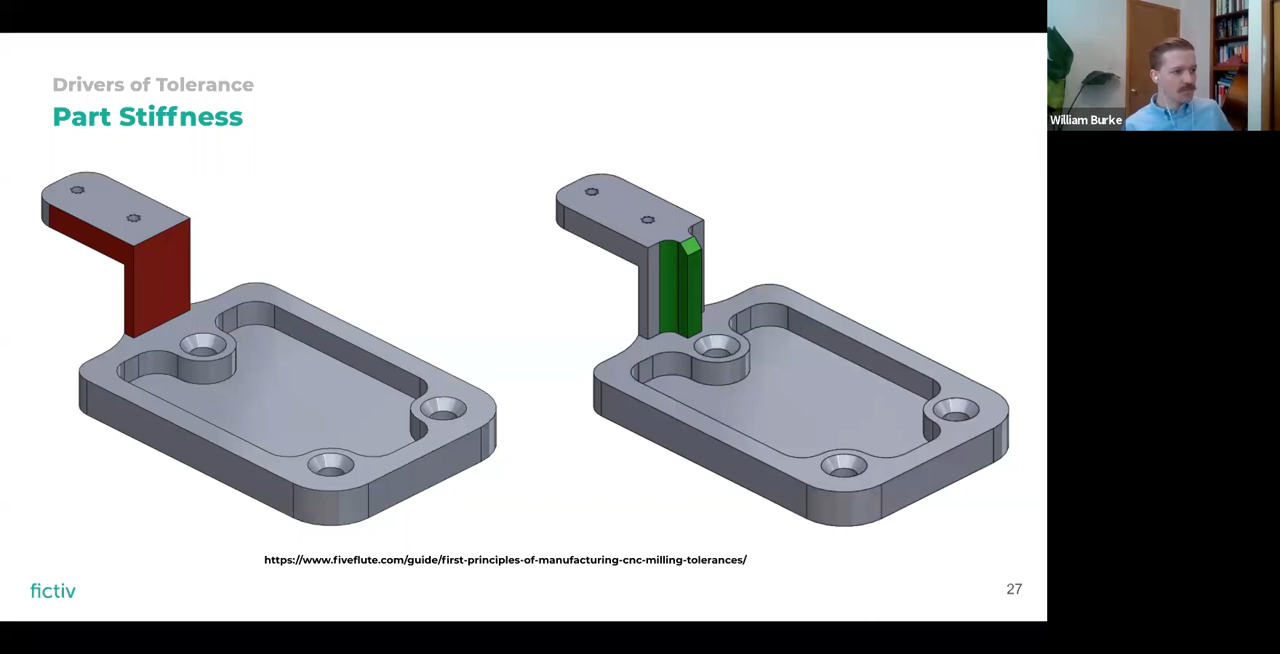 Drivers of Tolerance
Part Stiffness
William Burke
https://www.fiveflute.com/guide/first-principles-of-manufacturing-cnc-milling-tolerances/
fictiv
27